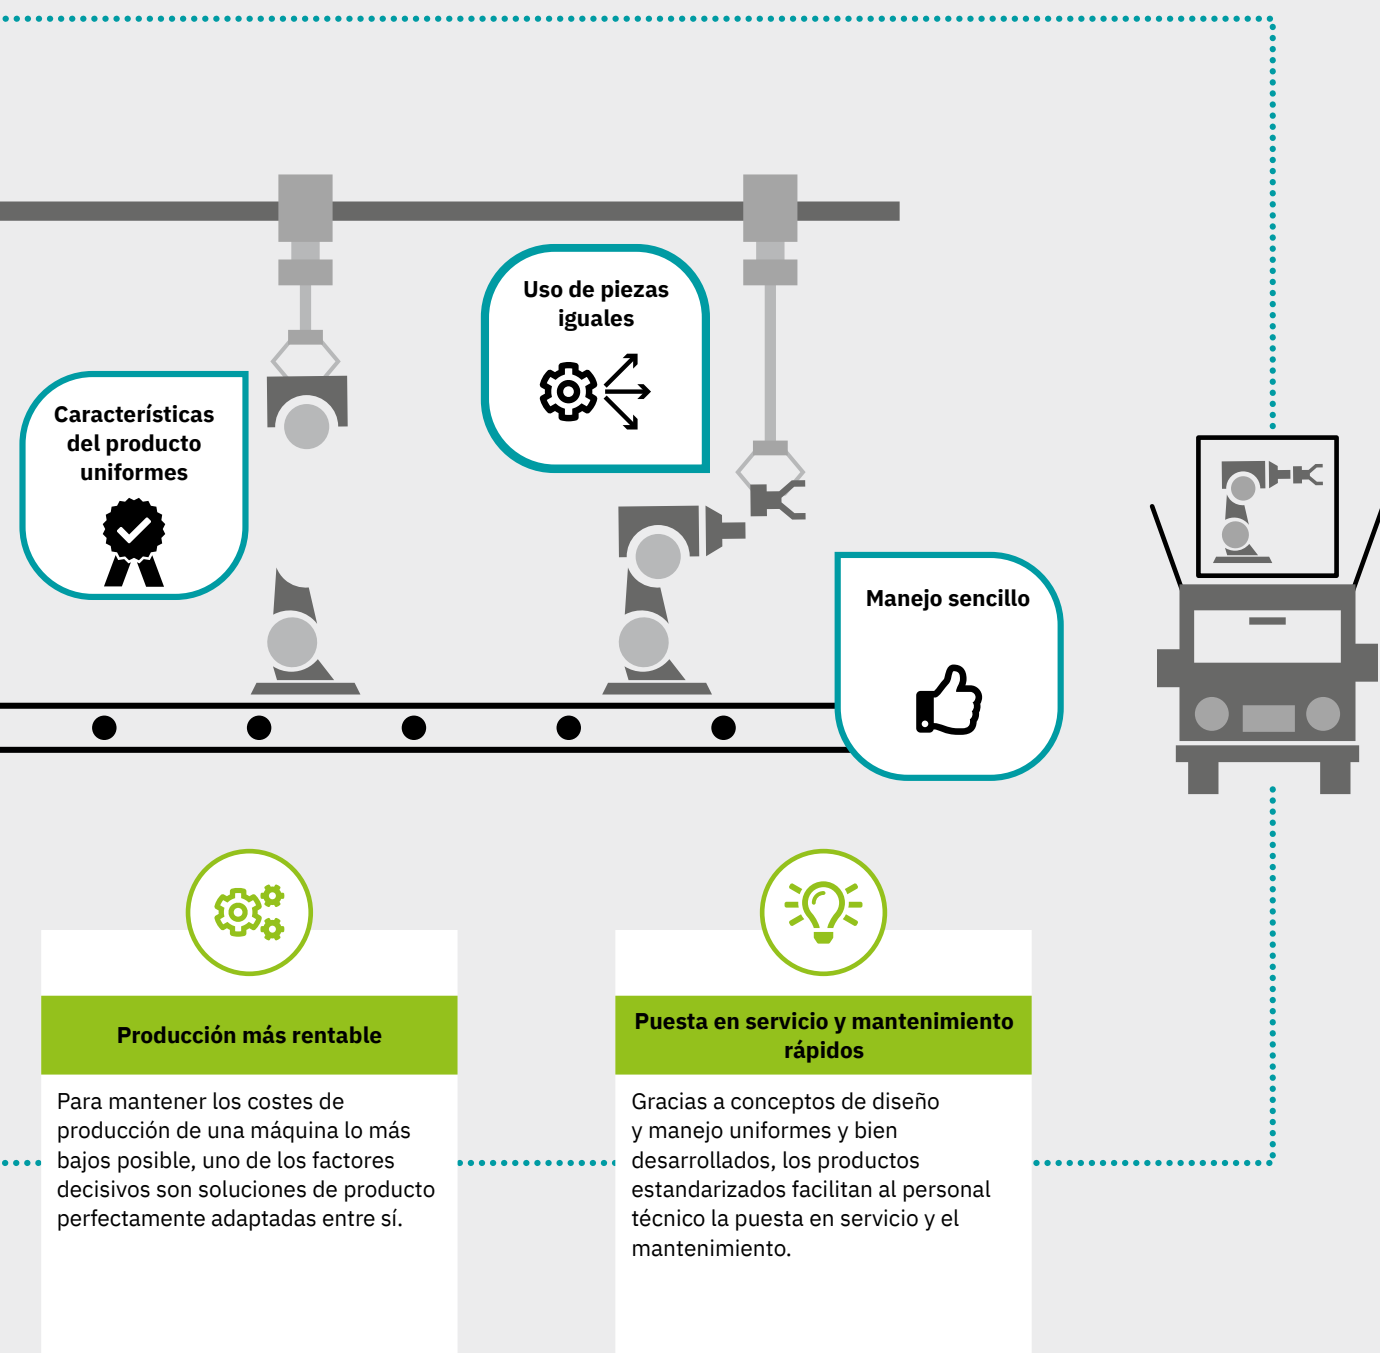 Uso de piezas
iguales
Características
del producto
uniformes
Manejo sencillo
Producción más rentable
Para mantener los costes de
producción de una máquina lo más
bajos posible, uno de los factores
decisivos son soluciones de producto
perfectamente adaptadas entre sí.
Puesta en servicio y mantenimiento
rápidos
Gracias a conceptos de diseño
y manejo uniformes y bien
desarrollados, los productos
estandarizados facilitan al personal
técnico la puesta en servicio y el
mantenimiento.